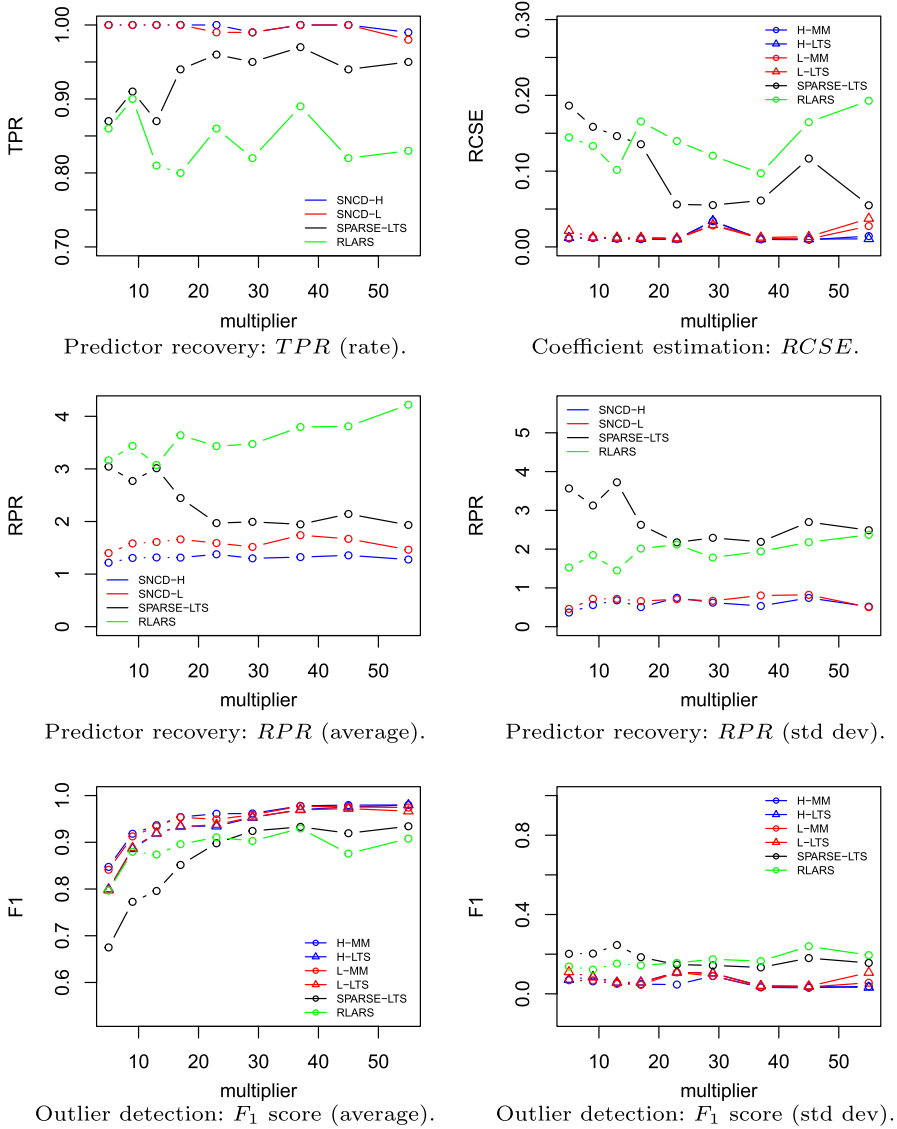 TPR
1.00
0.90
0.80
0.70
SNCD−H
SNCD−L
SPARSE−LTS
RLARS
10 20 30 40 50
multiplier
Predictor recovery: TPR (rate).
RCSE
0.30
0.20
0.10
0.00
H−MM
H−LTS
L−MM
L−LTS
SPARSE−LTS
RLARS
10 20 30 40 50
multiplier
Coefficient estimation: RCSE.
RPR
4
3
2
1
0
SNCD−H
SNCD−L
SPARSE−LTS
RLARS
10 20 30 40 50
multiplier
Predictor recovery: RPR (average).
RPR
5
4
3
2
1
0
SNCD−H
SNCD−L
SPARSE−LTS
RLARS
10 20 30 40 50
multiplier
Predictor recovery: RPR (std dev).
F1
1.0
0.9
0.8
0.7
0.6
H−MM
H−LTS
L−MM
L−LTS
SPARSE−LTS
RLARS
10 20 30 40 50
multiplier
Outlier detection: F₁ score (average).
F1
0.8
0.4
0.0
H−MM
H−LTS
L−MM
L−LTS
SPARSE−LTS
RLARS
10 20 30 40 50
multiplier
Outlier detection: F₁ score (std dev).